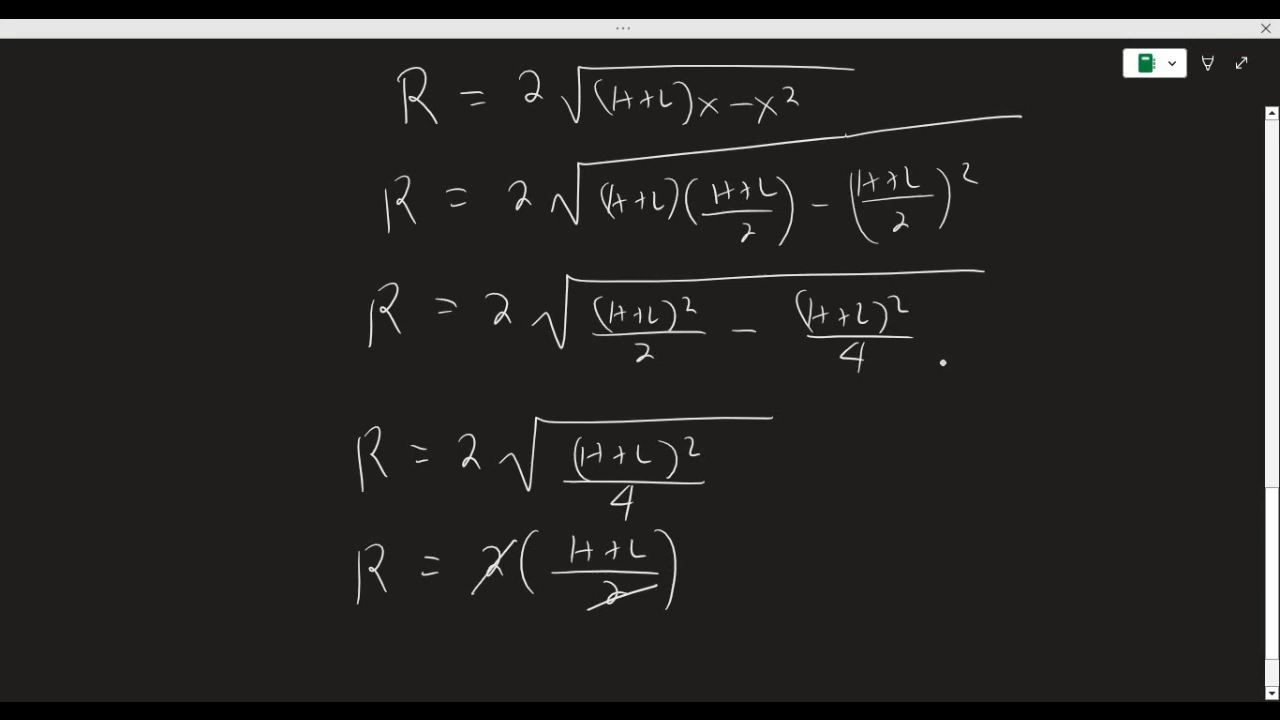 R = 2 √((H+L)x − x²)
R = 2 √((H+L)((H+L)/2) − ((H+L)/2)²)
R = 2 √((H+L)²/2 − (H+L)²/4) .
R = 2 √((H+L)²/4)
R = 2((H+L)/2)